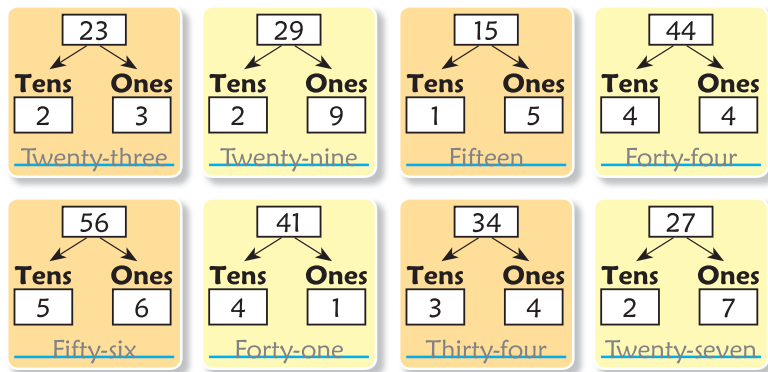 23 29 15 44
Tens Ones Tens Ones Tens Ones Tens Ones
2 3 2 9 1 5 4 4
Twenty-three Twenty-nine Fifteen Forty-four
56 41 34 27
Tens Ones Tens Ones Tens Ones Tens Ones
5 6 4 1 3 4 2 7
Fifty-six Forty-one Thirty-four Twenty-seven